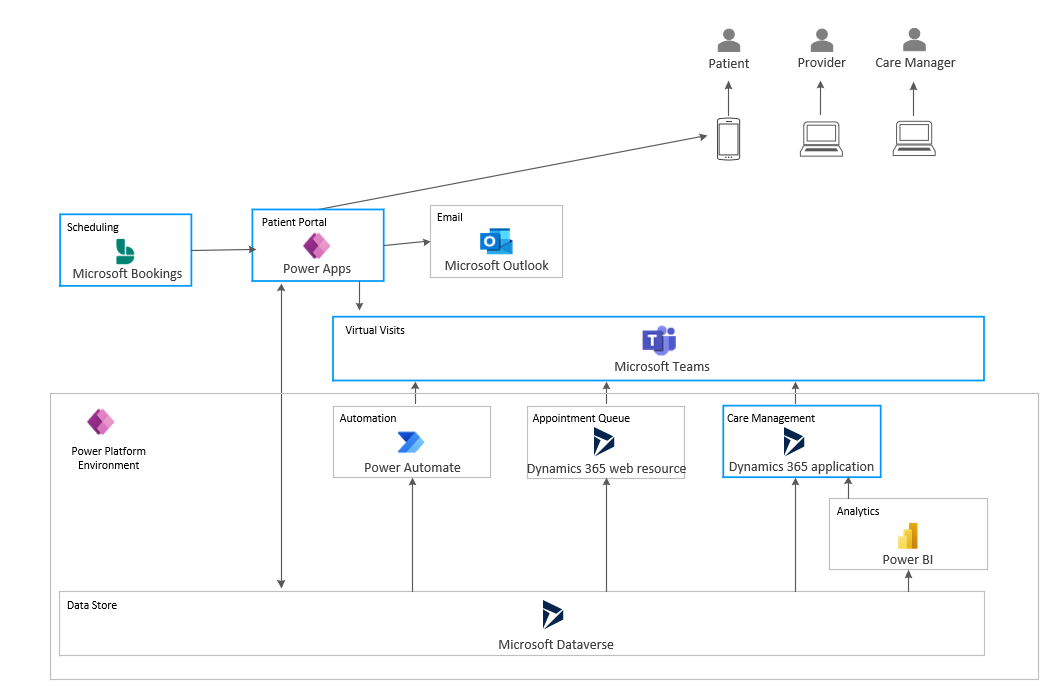 Patient
Provider
Care Manager
Scheduling
Microsoft Bookings
Patient Portal
Power Apps
Email
Microsoft Outlook
Virtual Visits
Microsoft Teams
Power Platform
Environment
Automation
Power Automate
Appointment Queue
Dynamics 365 web resource
Care Management
Dynamics 365 application
Analytics
Power BI
Data Store
Microsoft Dataverse